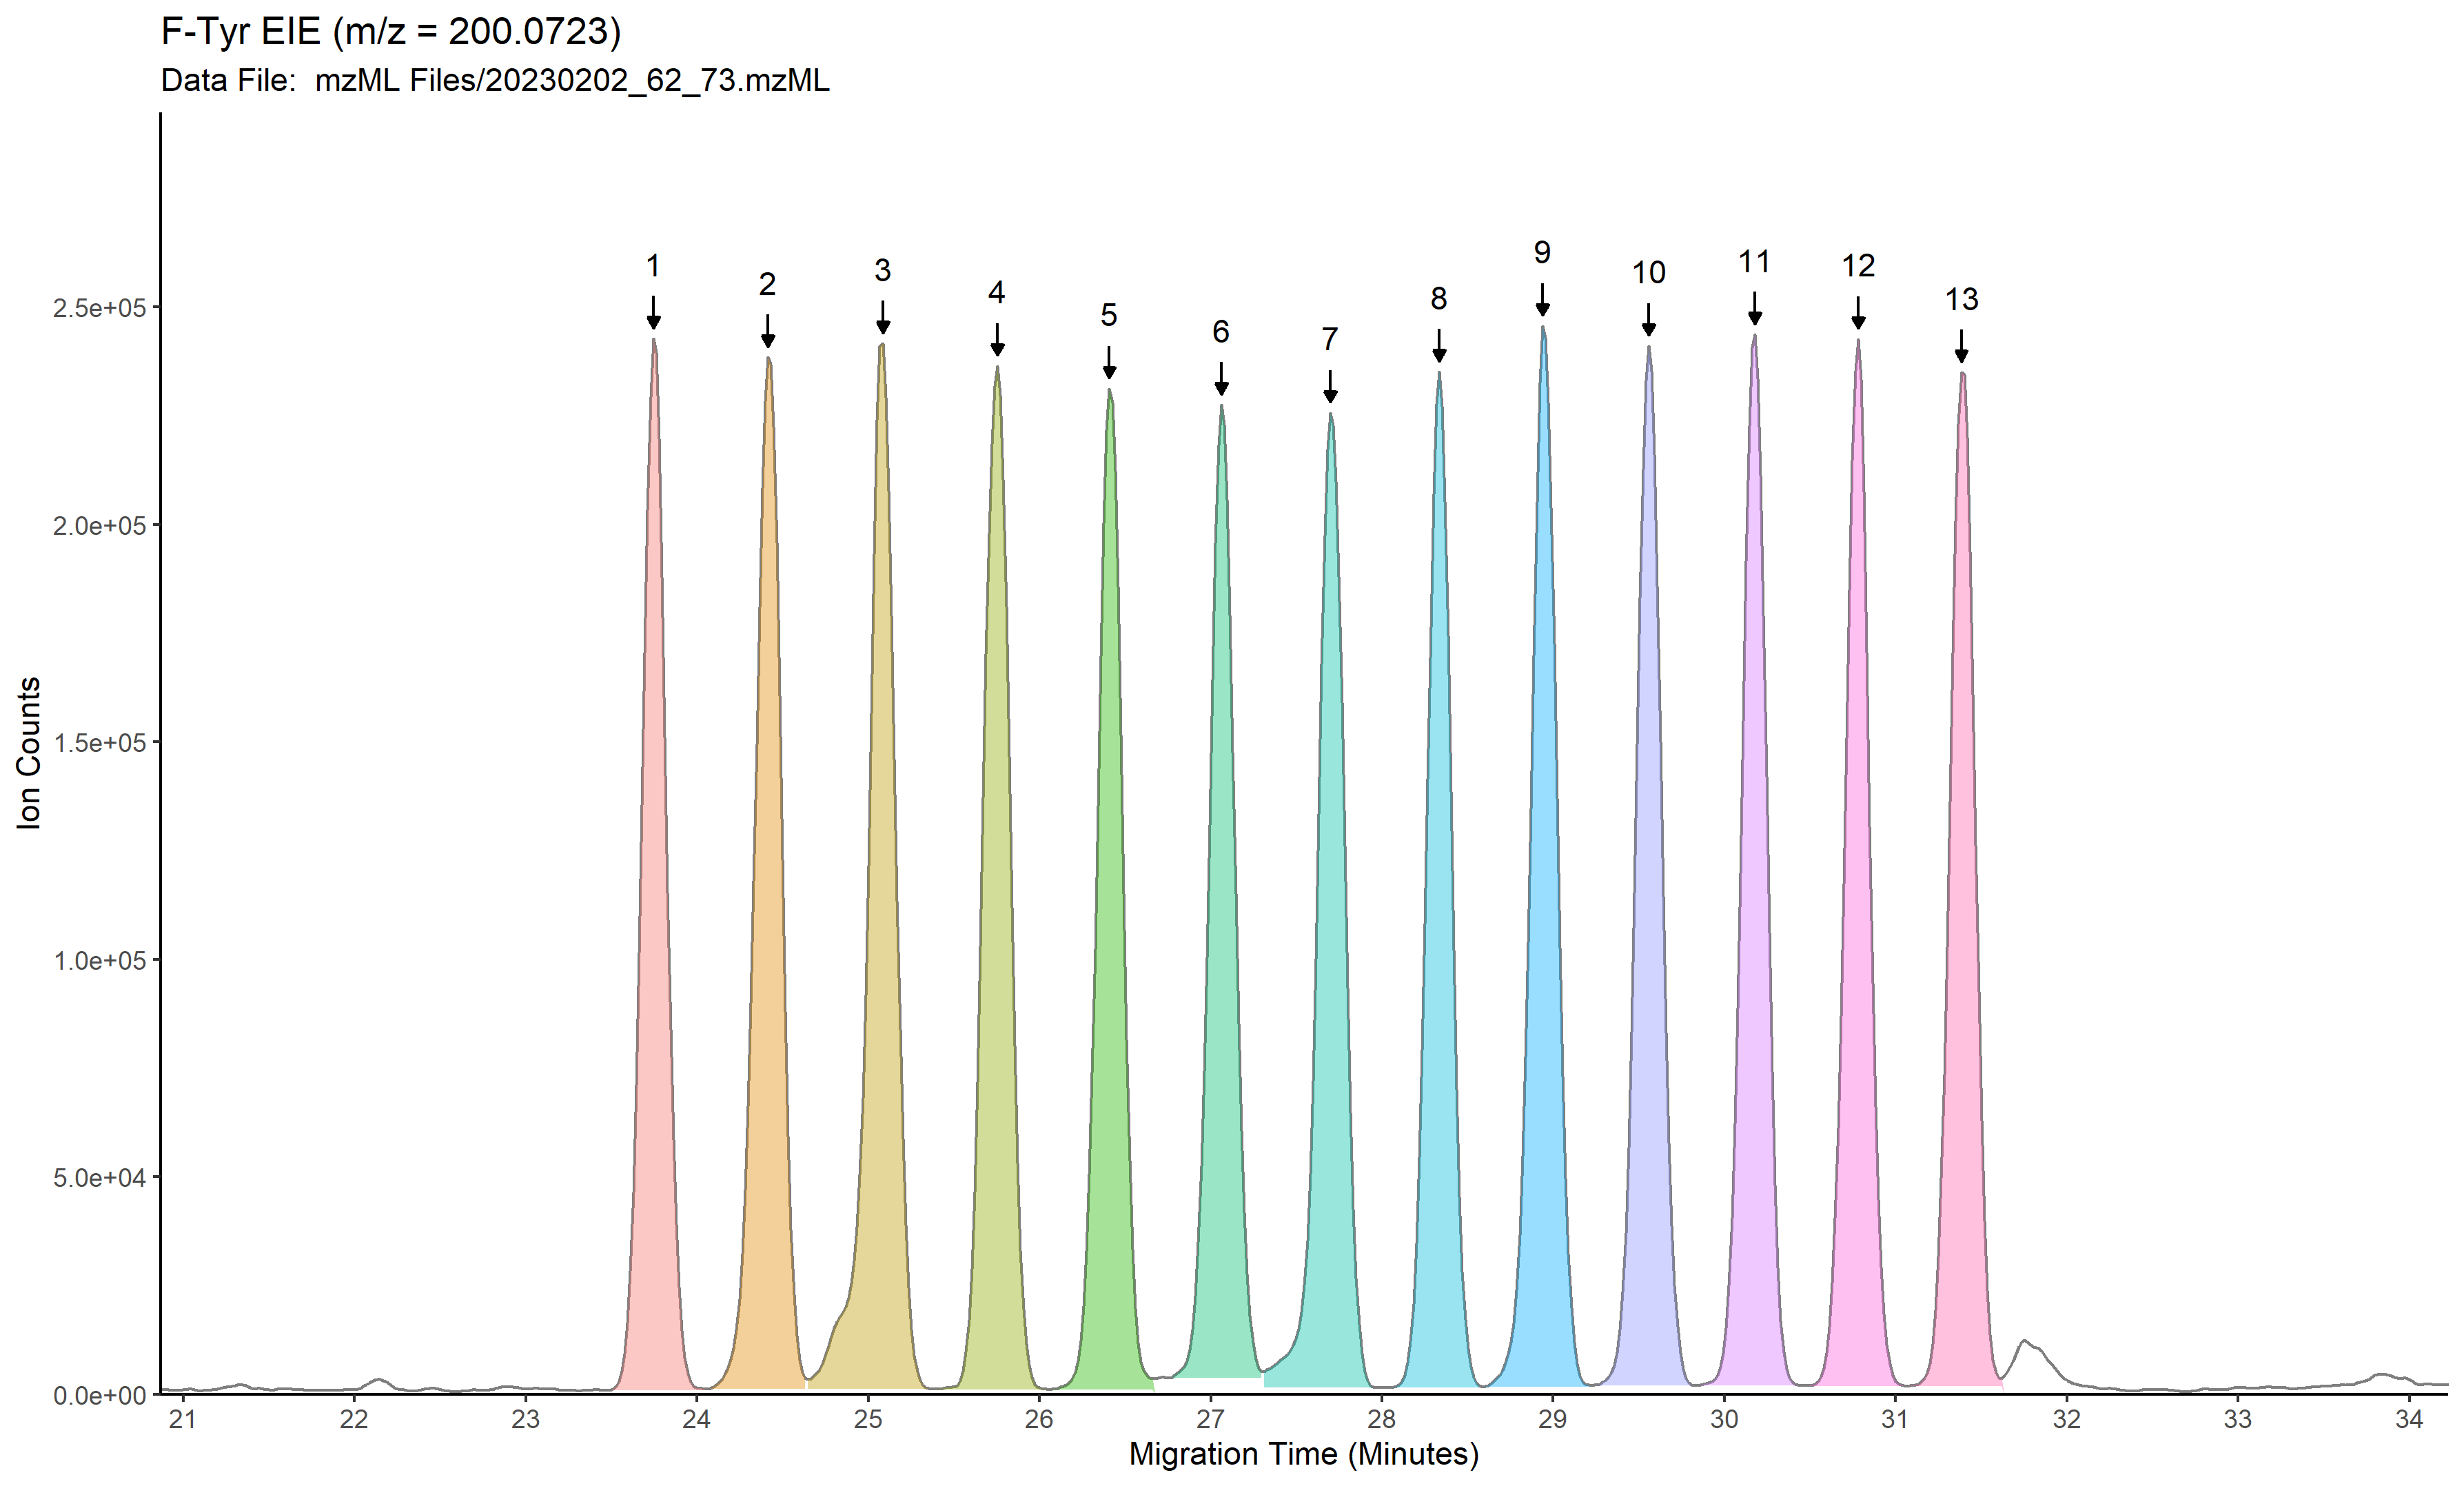 F-Tyr EIE (m/z = 200.0723)
Data File:  mzML Files/20230202_62_73.mzML
1 2 3 4 5 6 7 8 9 10 11 12 13
2.5e+05
2.0e+05
1.5e+05
1.0e+05
5.0e+04
0.0e+00
Ion Counts
21 22 23 24 25 26 27 28 29 30 31 32 33 34
Migration Time (Minutes)